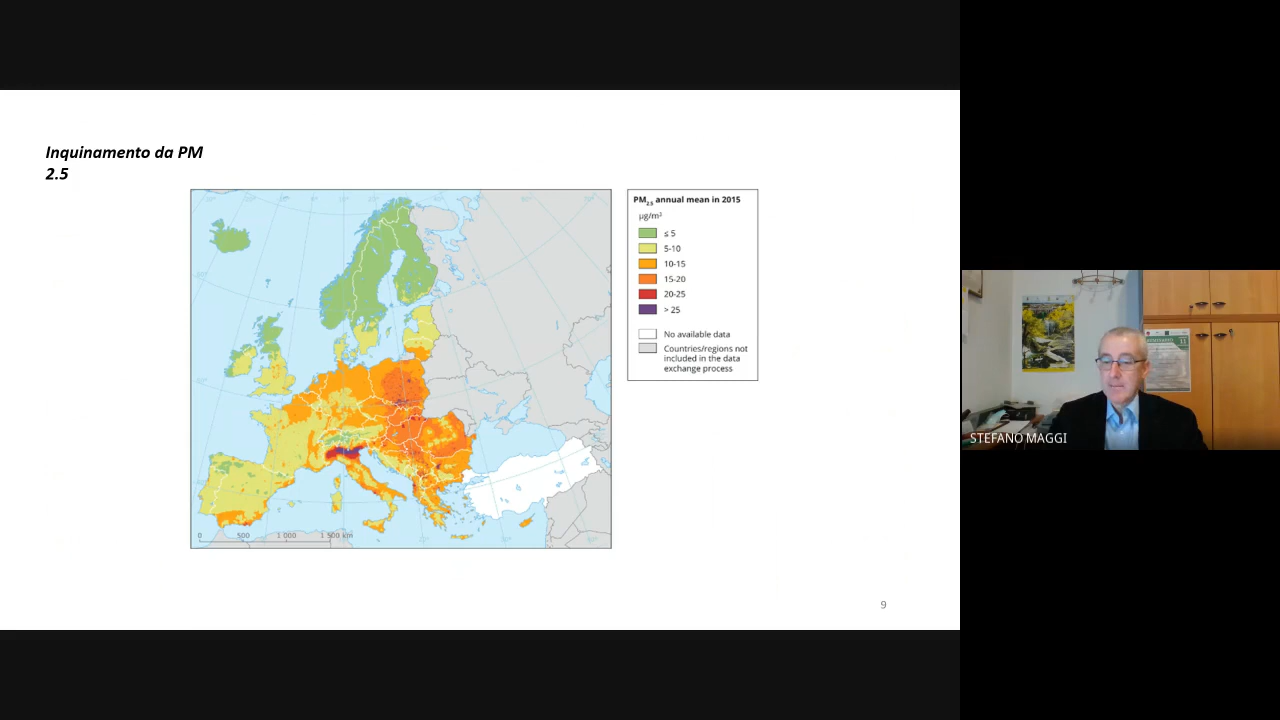 Inquinamento da PM
2.5
PM2.5 annual mean in 2015
µg/m³
≤ 5
5-10
10-15
15-20
20-25
> 25
No available data
Countries/regions not
included in the data
exchange process
0 500 1 000 1 500 km
9
STEFANO MAGGI